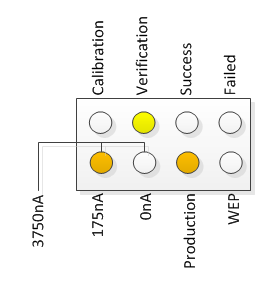 Calibration
Verification
Success
Failed
3750nA
175nA
0nA
Production
WEP